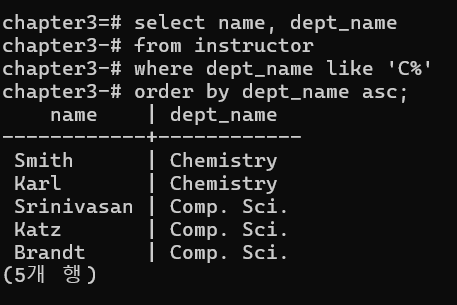 chapter3=# select name, dept_name
chapter3-# from instructor
chapter3-# where dept_name like 'C%'
chapter3-# order by dept_name asc;
    name    | dept_name
------------+------------
 Smith      | Chemistry
 Karl       | Chemistry
 Srinivasan | Comp. Sci.
 Katz       | Comp. Sci.
 Brandt     | Comp. Sci.
(5개 행)